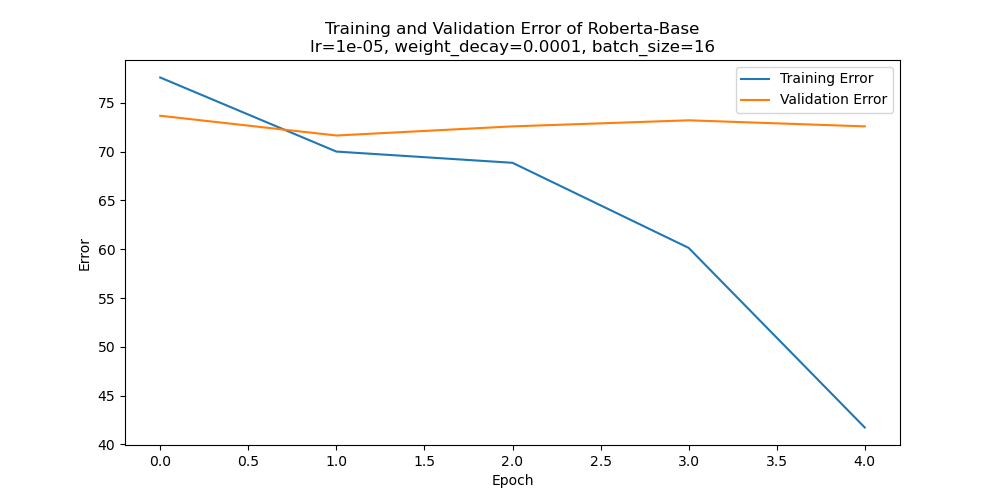 Training and Validation Error of Roberta-Base
lr=1e-05, weight_decay=0.0001, batch_size=16
Training Error
Validation Error
75
70
65
60
55
50
45
40
Error
0.0 0.5 1.0 1.5 2.0 2.5 3.0 3.5 4.0
Epoch